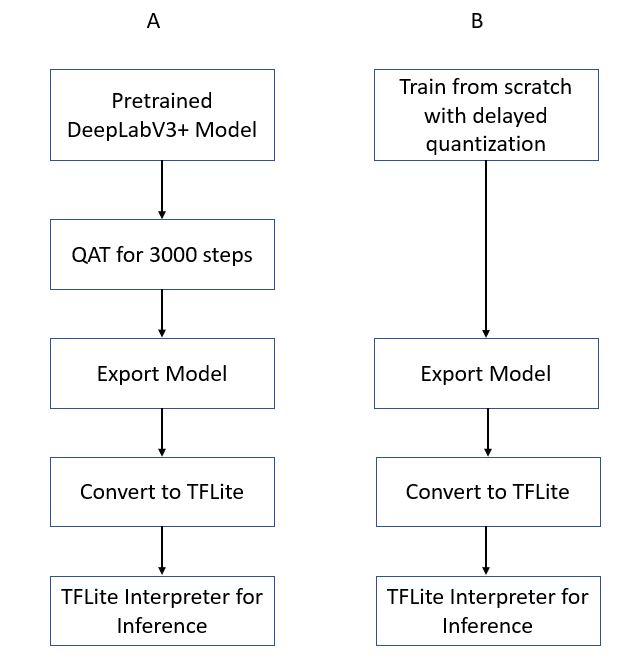 A
Pretrained
DeepLabV3+ Model
QAT for 3000 steps
Export Model
Convert to TFLite
TFLite Interpreter for
Inference
B
Train from scratch
with delayed
quantization
Export Model
Convert to TFLite
TFLite Interpreter for
Inference